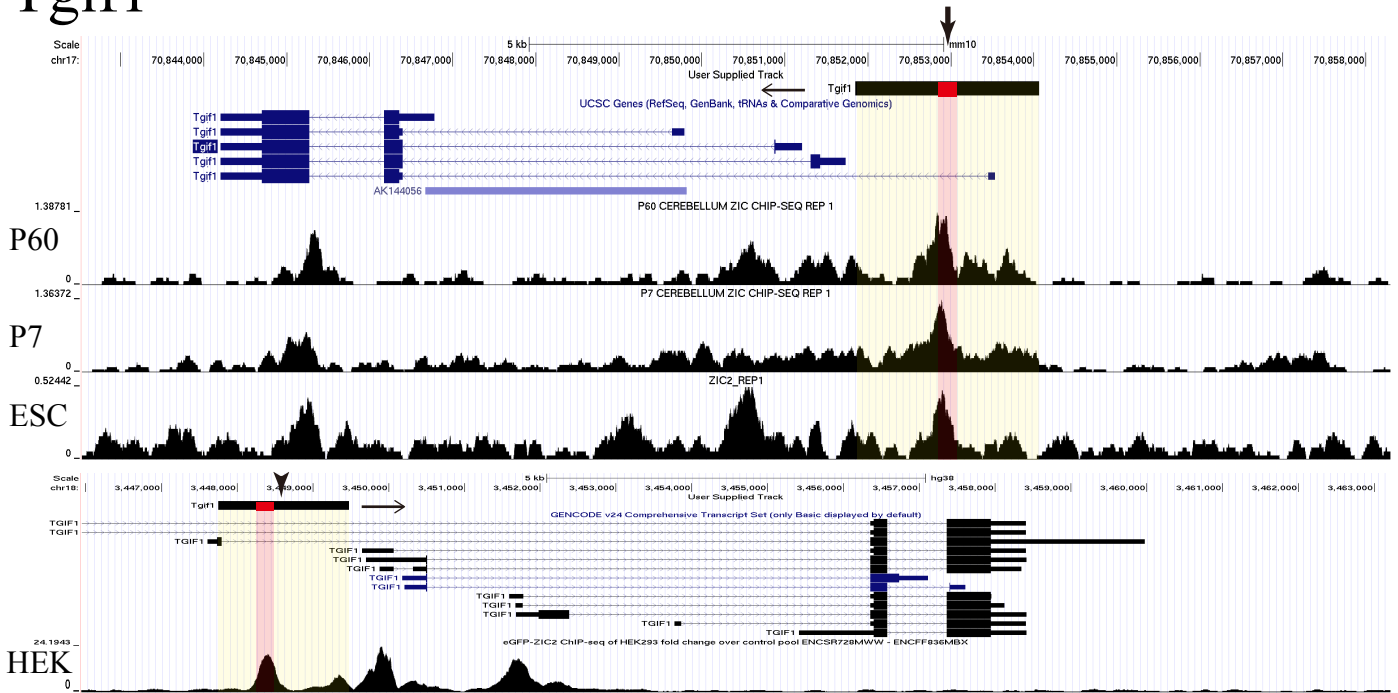 Tgif1
Scale 5 kb mm10
chr17: 70,844,000 70,845,000 70,846,000 70,847,000 70,848,000 70,849,000 70,850,000 70,851,000 70,852,000 70,853,000 70,854,000 70,855,000 70,856,000 70,857,000 70,858,000
User Supplied Track
Tgif1
UCSC Genes (RefSeq, GenBank, tRNAs & Comparative Genomics)
Tgif1
Tgif1
Tgif1
Tgif1
Tgif1
AK144056
P60 CEREBELLUM ZIC CHIP-SEQ REP 1
1.38781
P60
0
P7 CEREBELLUM ZIC CHIP-SEQ REP 1
1.36372
P7
0
ZIC2_REP1
0.52442
ESC
0
Scale 5 kb hg38
chr18: 3,447,000 3,448,000 3,449,000 3,450,000 3,451,000 3,452,000 3,453,000 3,454,000 3,455,000 3,456,000 3,457,000 3,458,000 3,459,000 3,460,000 3,461,000 3,462,000 3,463,000
User Supplied Track
Tgif1
GENCODE v24 Comprehensive Transcript Set (only Basic displayed by default)
TGIF1
TGIF1
TGIF1
TGIF1
TGIF1
TGIF1
TGIF1
TGIF1
TGIF1
TGIF1
TGIF1
TGIF1
TGIF1
eGFP-ZIC2 ChIP-seq of HEK293 fold change over control pool ENCSR728MWW - ENCFF836MBX
24.1943
HEK
0